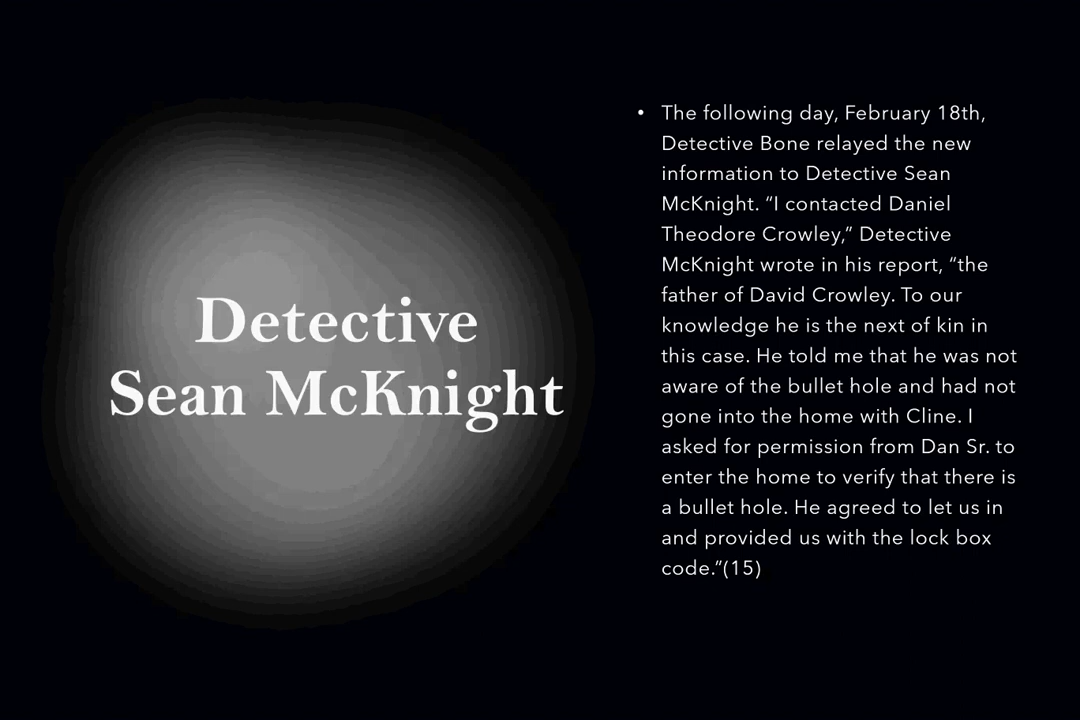 Detective
Sean McKnight
• The following day, February 18th,
Detective Bone relayed the new
information to Detective Sean
McKnight. “I contacted Daniel
Theodore Crowley,” Detective
McKnight wrote in his report, “the
father of David Crowley. To our
knowledge he is the next of kin in
this case. He told me that he was not
aware of the bullet hole and had not
gone into the home with Cline. I
asked for permission from Dan Sr. to
enter the home to verify that there is
a bullet hole. He agreed to let us in
and provided us with the lock box
code.”(15)